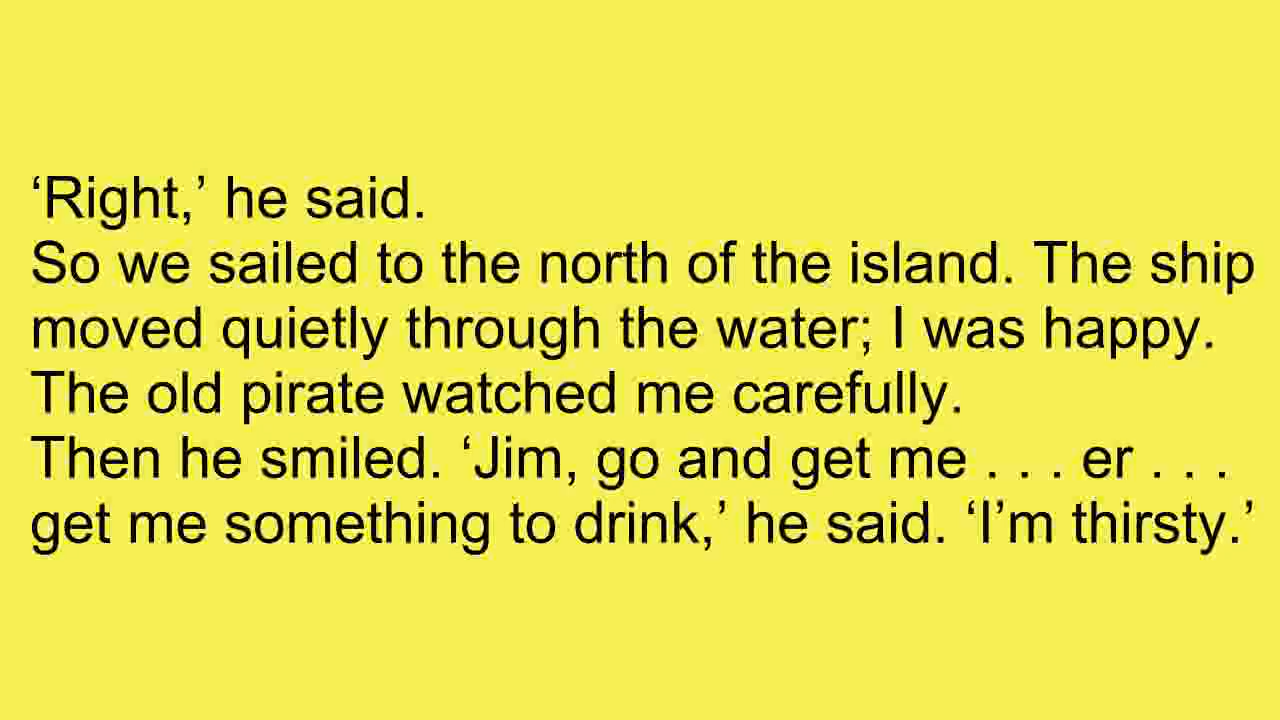 ‘Right,’ he said.
So we sailed to the north of the island. The ship
moved quietly through the water; I was happy.
The old pirate watched me carefully.
Then he smiled. ‘Jim, go and get me . . . er . . .
get me something to drink,’ he said. ‘I’m thirsty.’